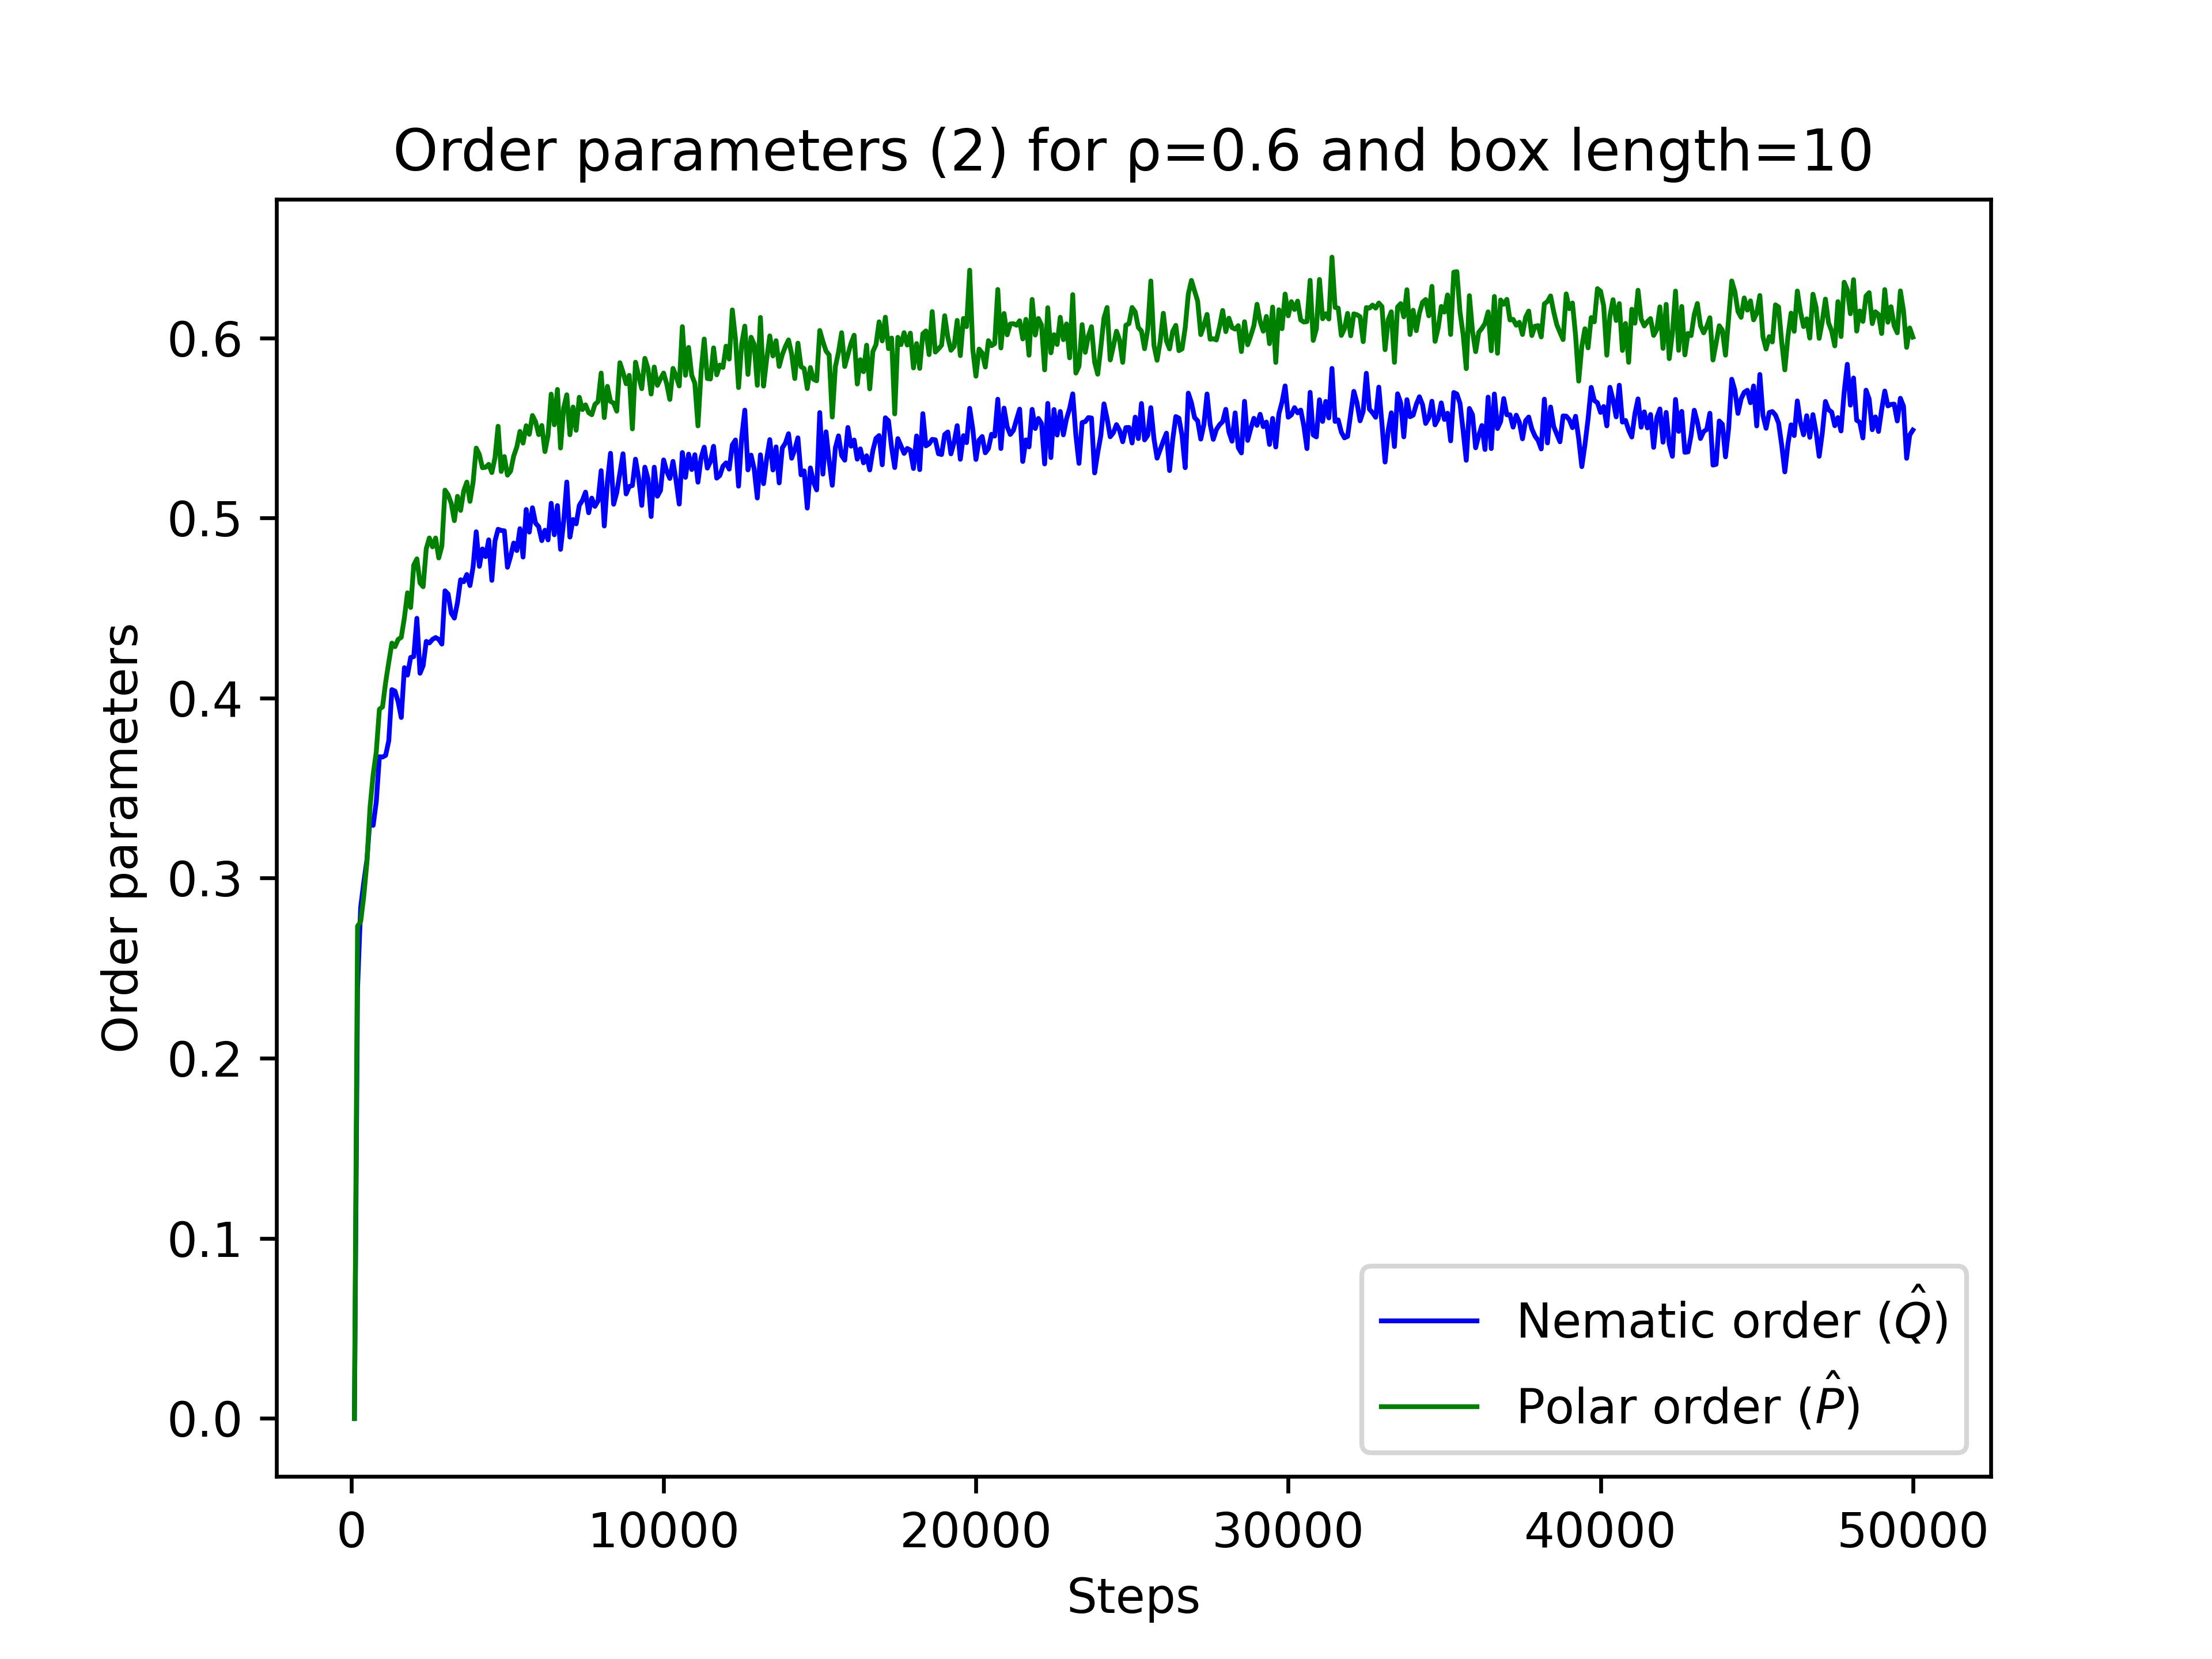 Order parameters (2) for ρ=0.6 and box length=10
Order parameters
0.6
0.5
0.4
0.3
0.2
0.1
0.0
Nematic order (Q̂)
Polar order (P̂)
0 10000 20000 30000 40000 50000
Steps